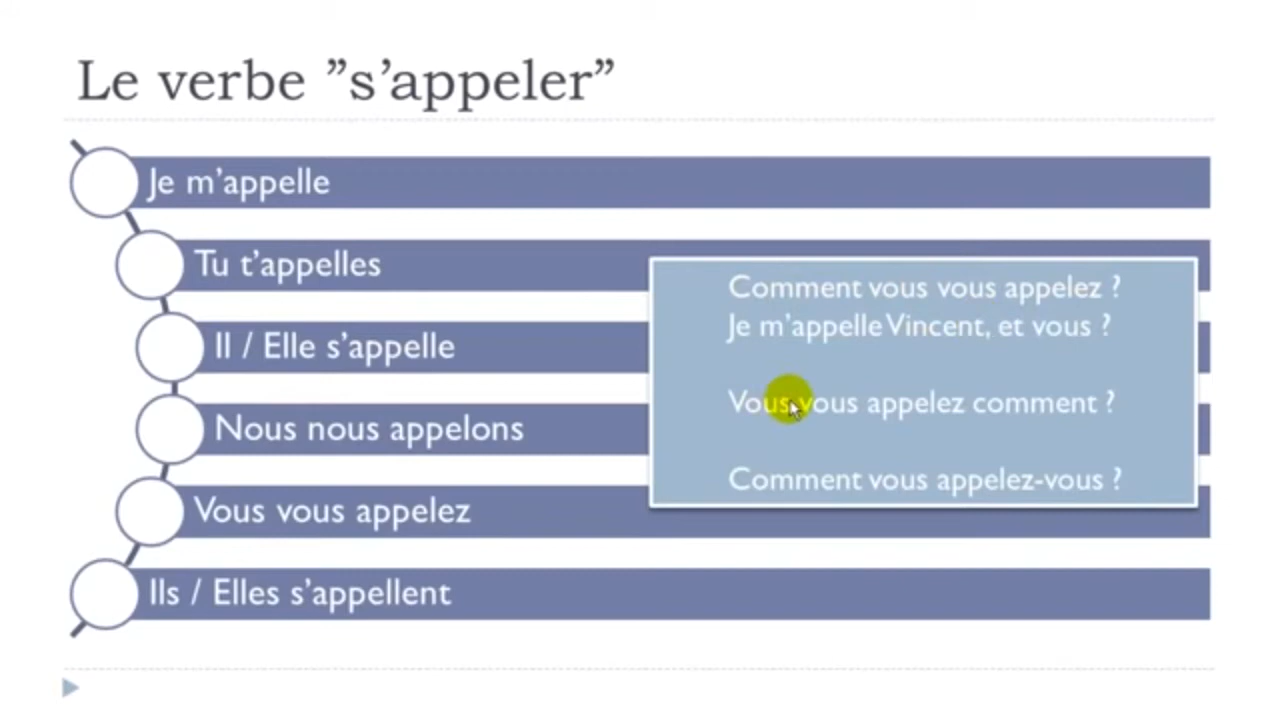 Le verbe ”s’appeler”
Je m’appelle
Tu t’appelles
Il / Elle s’appelle
Nous nous appelons
Vous vous appelez
Ils / Elles s’appellent
Comment vous vous appelez ?
Je m’appelle Vincent, et vous ?
Vous vous appelez comment ?
Comment vous appelez-vous ?